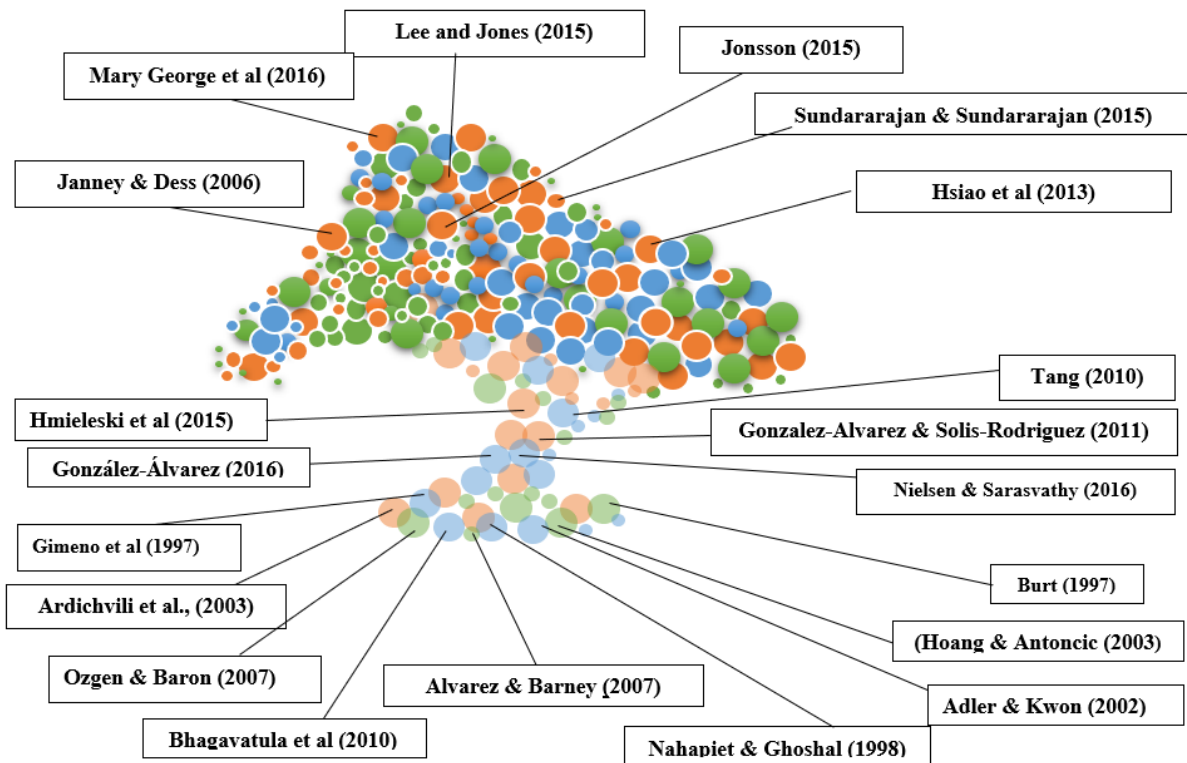 Lee and Jones (2015)
Jonsson (2015)
Mary George et al (2016)
Sundararajan & Sundararajan (2015)
Janney & Dess (2006)
Hsiao et al (2013)
Tang (2010)
Hmieleski et al (2015)
Gonzalez-Alvarez & Solis-Rodriguez (2011)
González-Álvarez (2016)
Nielsen & Sarasvathy (2016)
Gimeno et al (1997)
Burt (1997)
Ardichvili et al., (2003)
(Hoang & Antoncic (2003)
Ozgen & Baron (2007)
Alvarez & Barney (2007)
Adler & Kwon (2002)
Bhagavatula et al (2010)
Nahapiet & Ghoshal (1998)